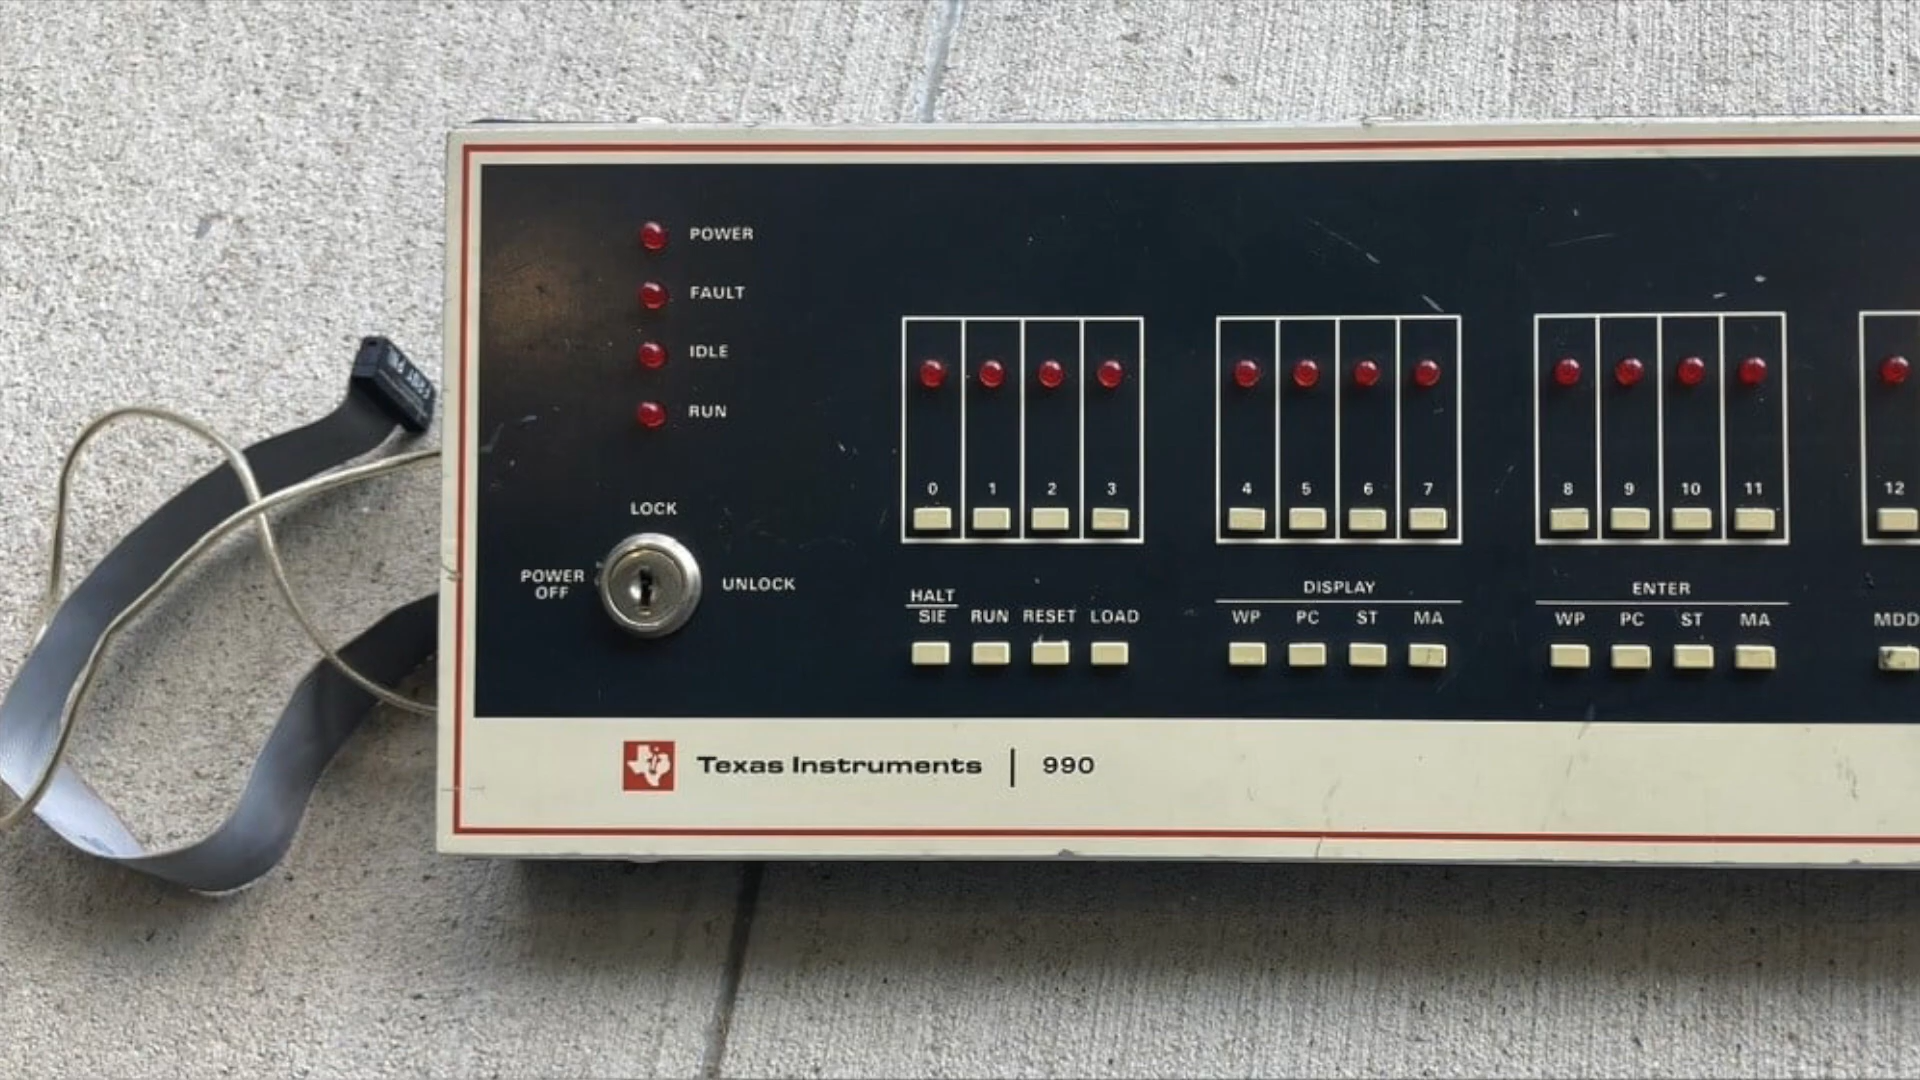 POWER
FAULT
IDLE
RUN
LOCK
POWER OFF
UNLOCK
0 1 2 3 4 5 6 7 8 9 10 11 12
DISPLAY ENTER
HALT
SIE RUN RESET LOAD WP PC ST MA WP PC ST MA MDD
Texas Instruments | 990